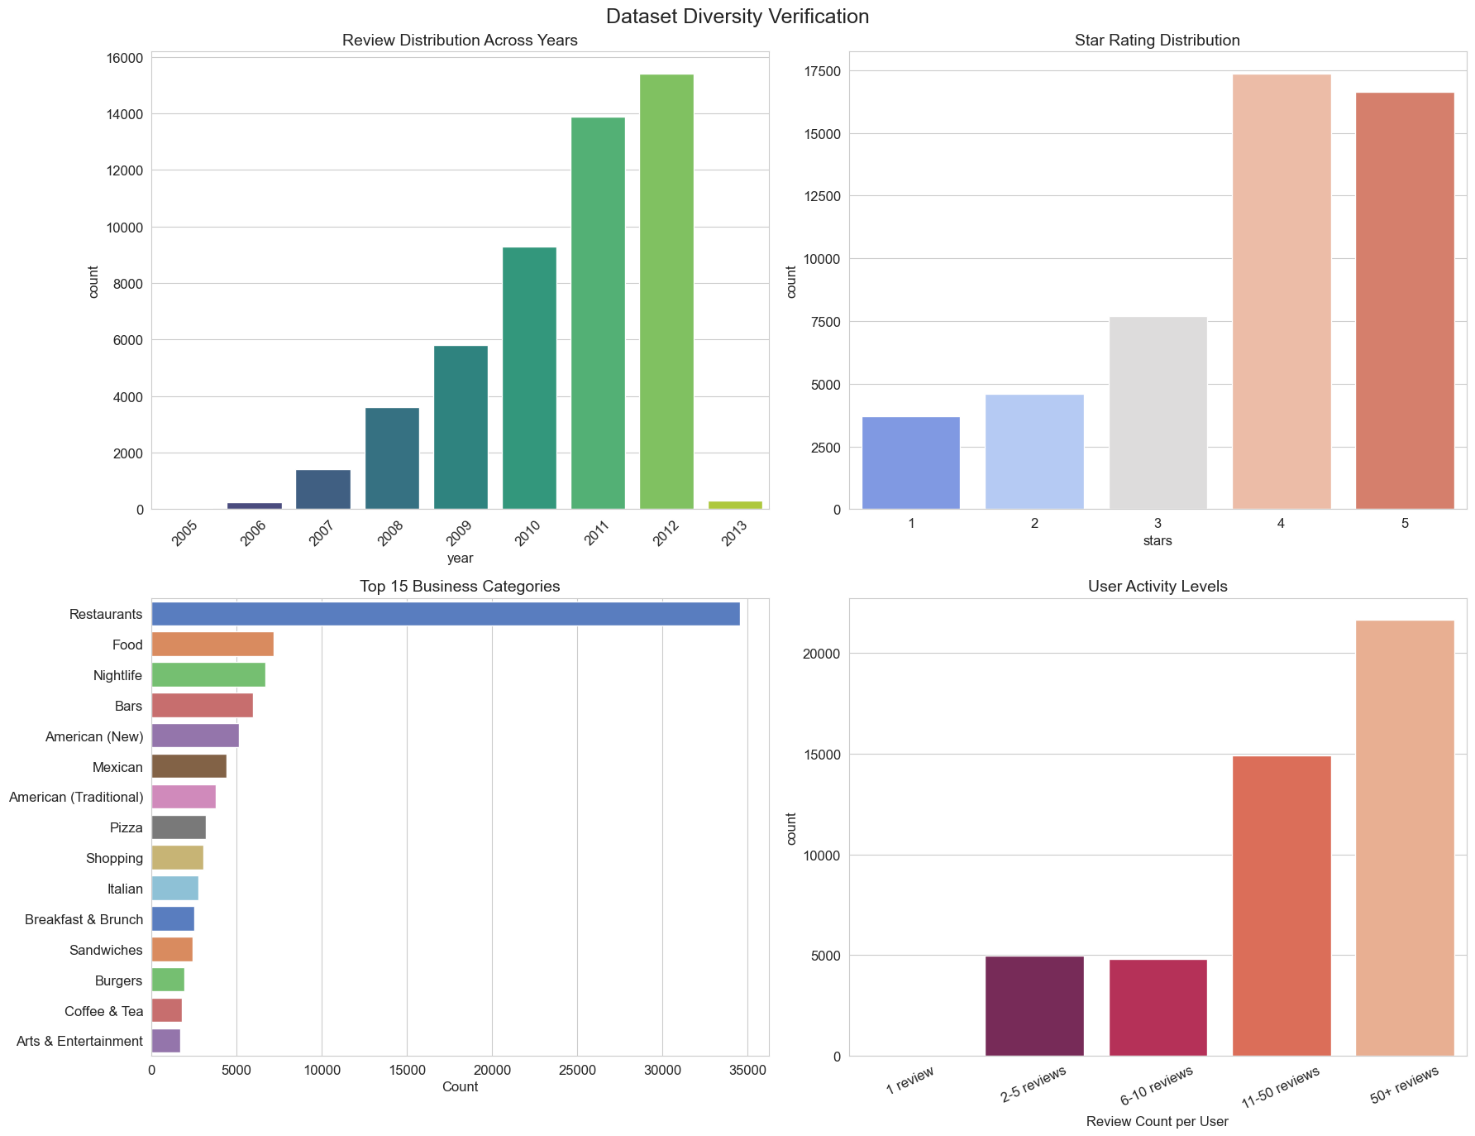 Dataset Diversity Verification
Review Distribution Across Years
16000
14000
12000
10000
8000
6000
4000
2000
0
count
2005
2006
2007
2008
2009
2010
2011
2012
2013
year
Star Rating Distribution
17500
15000
12500
10000
7500
5000
2500
0
count
1
2
3
4
5
stars
Top 15 Business Categories
Restaurants
Food
Nightlife
Bars
American (New)
Mexican
American (Traditional)
Pizza
Shopping
Italian
Breakfast & Brunch
Sandwiches
Burgers
Coffee & Tea
Arts & Entertainment
0
5000
10000
15000
20000
25000
30000
35000
Count
User Activity Levels
20000
15000
10000
5000
0
count
1 review
2-5 reviews
6-10 reviews
11-50 reviews
50+ reviews
Review Count per User